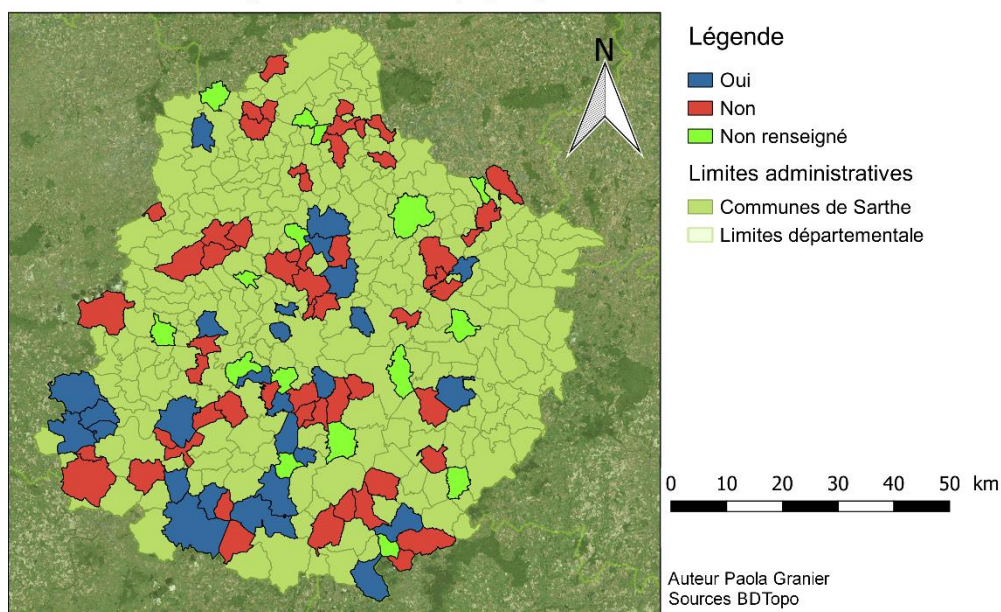 Légende
N
Oui
Non
Non renseigné
Limites administratives
Communes de Sarthe
Limites départementale
0 10 20 30 40 50 km
Auteur Paola Granier
Sources BDTopo